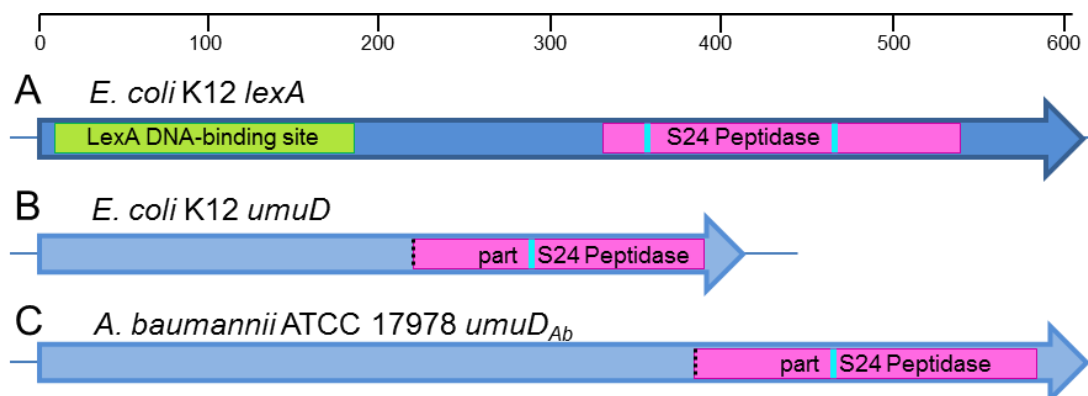 0 100 200 300 400 500 600
A E. coli K12 lexA
LexA DNA-binding site S24 Peptidase
B E. coli K12 umuD
part S24 Peptidase
C A. baumannii ATCC 17978 umuDAb
part S24 Peptidase